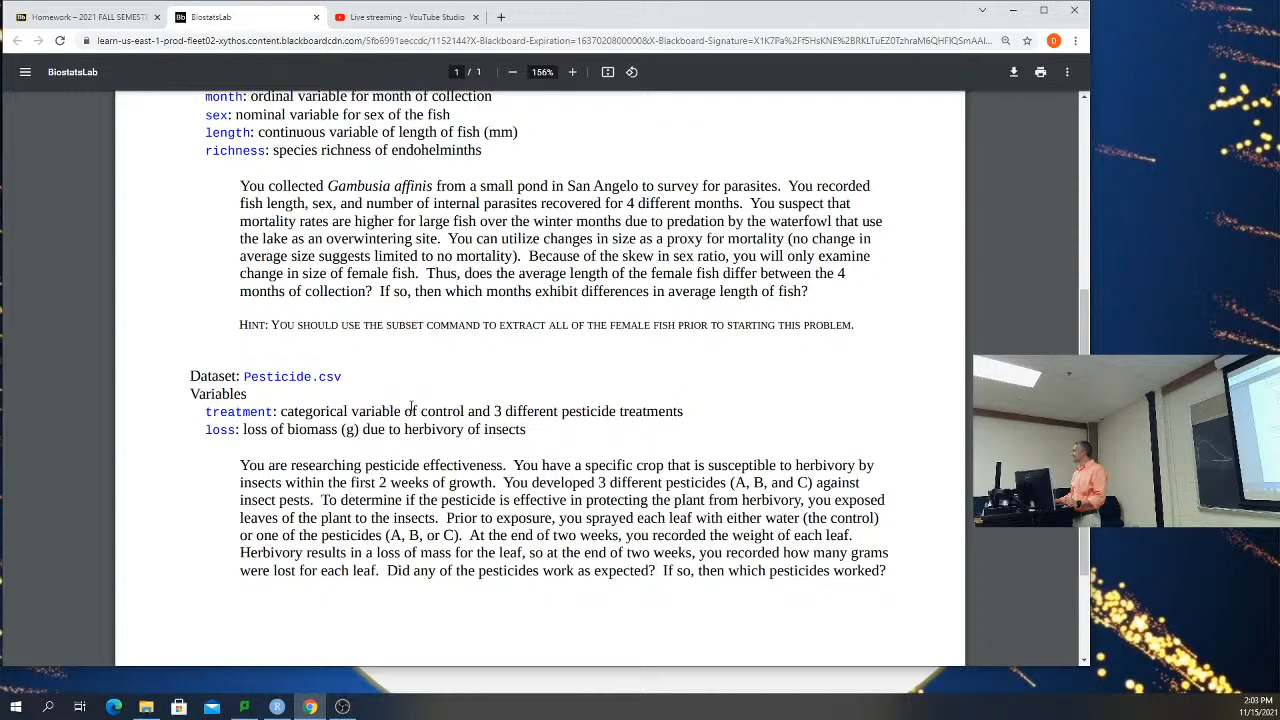 Homework – 2021 FALL SEMEST
BiostatsLab
Live streaming - YouTube Studio
learn-us-east-1-prod-fleet02-xythos.content.blackboardcdn.com/5fb6991aeccdc/1152144?X-Blackboard-Expiration=1637020800000&X-Blackboard-Signature=
D
BiostatsLab
1 / 1
156%
month: ordinal variable for month of collection
sex: nominal variable for sex of the fish
length: continuous variable of length of fish (mm)
richness: species richness of endohelminths
You collected Gambusia affinis from a small pond in San Angelo to survey for parasites. You recorded
fish length, sex, and number of internal parasites recovered for 4 different months. You suspect that
mortality rates are higher for large fish over the winter months due to predation by the waterfowl that use
the lake as an overwintering site. You can utilize changes in size as a proxy for mortality (no change in
average size suggests limited to no mortality). Because of the skew in sex ratio, you will only examine
change in size of female fish. Thus, does the average length of the female fish differ between the 4
months of collection? If so, then which months exhibit differences in average length of fish?
HINT: YOU SHOULD USE THE SUBSET COMMAND TO EXTRACT ALL OF THE FEMALE FISH PRIOR TO STARTING THIS PROBLEM.
Dataset: Pesticide.csv
Variables
treatment: categorical variable of control and 3 different pesticide treatments
loss: loss of biomass (g) due to herbivory of insects
You are researching pesticide effectiveness. You have a specific crop that is susceptible to herbivory by
insects within the first 2 weeks of growth. You developed 3 different pesticides (A, B, and C) against
insect pests. To determine if the pesticide is effective in protecting the plant from herbivory, you exposed
leaves of the plant to the insects. Prior to exposure, you sprayed each leaf with either water (the control)
or one of the pesticides (A, B, or C). At the end of two weeks, you recorded the weight of each leaf.
Herbivory results in a loss of mass for the leaf, so at the end of two weeks, you recorded how many grams
were lost for each leaf. Did any of the pesticides work as expected? If so, then which pesticides worked?
2:03 PM
11/15/2021